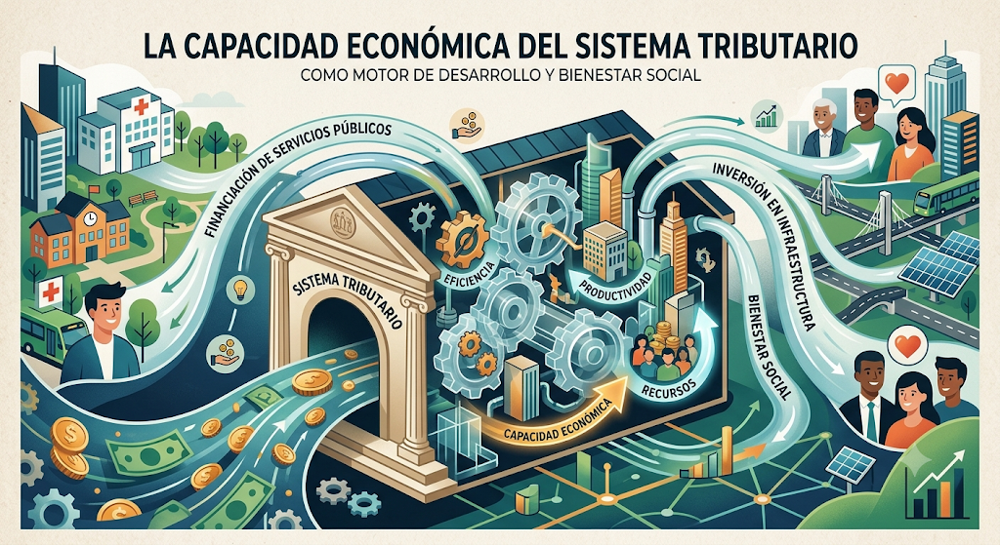 LA CAPACIDAD ECONÓMICA DEL SISTEMA TRIBUTARIO
COMO MOTOR DE DESARROLLO Y BIENESTAR SOCIAL
FINANCIACIÓN DE SERVICIOS PÚBLICOS
SISTEMA TRIBUTARIO
EFICIENCIA
PRODUCTIVIDAD
CAPACIDAD ECONÓMICA
RECURSOS
INVERSIÓN EN INFRAESTRUCTURA
BIENESTAR SOCIAL